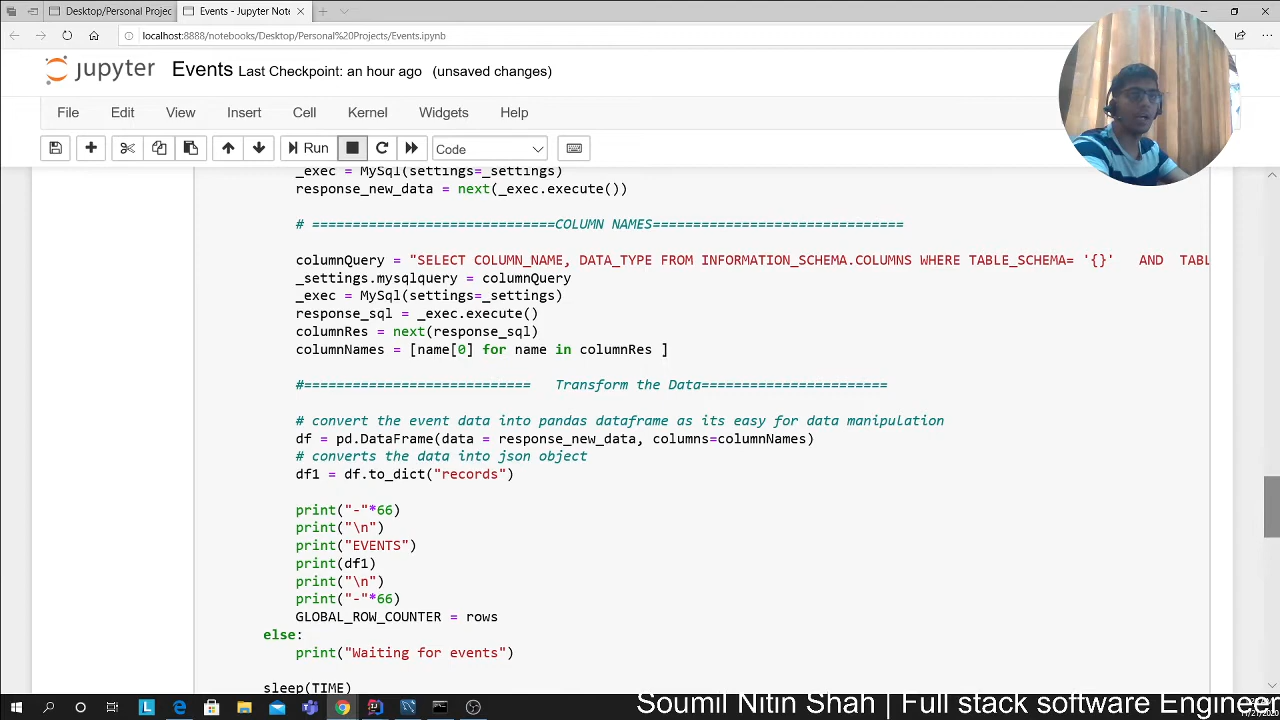 Desktop/Personal Projec
Events - Jupyter Not
localhost:8888/notebooks/Desktop/Personal%20Projects/Events.ipynb
jupyter Events Last Checkpoint: an hour ago (unsaved changes)
File Edit View Insert Cell Kernel Widgets Help
Run Code
_exec = MySql(settings=_settings)
response_new_data = next(_exec.execute())
# ==============================COLUMN NAMES===============================
columnQuery = "SELECT COLUMN_NAME, DATA_TYPE FROM INFORMATION_SCHEMA.COLUMNS WHERE TABLE_SCHEMA= '{}' AND TABL
_settings.mysqlquery = columnQuery
_exec = MySql(settings=_settings)
response_sql = _exec.execute()
columnRes = next(response_sql)
columnNames = [name[0] for name in columnRes ]
#============================ Transform the Data=======================
# convert the event data into pandas dataframe as its easy for data manipulation
df = pd.DataFrame(data = response_new_data, columns=columnNames)
# converts the data into json object
df1 = df.to_dict("records")
print("-"*66)
print("\n")
print("EVENTS")
print(df1)
print("\n")
print("-"*66)
GLOBAL_ROW_COUNTER = rows
else:
print("Waiting for events")
sleep(TIME)
Soumil Nitin Shah | Full stack software Engineer